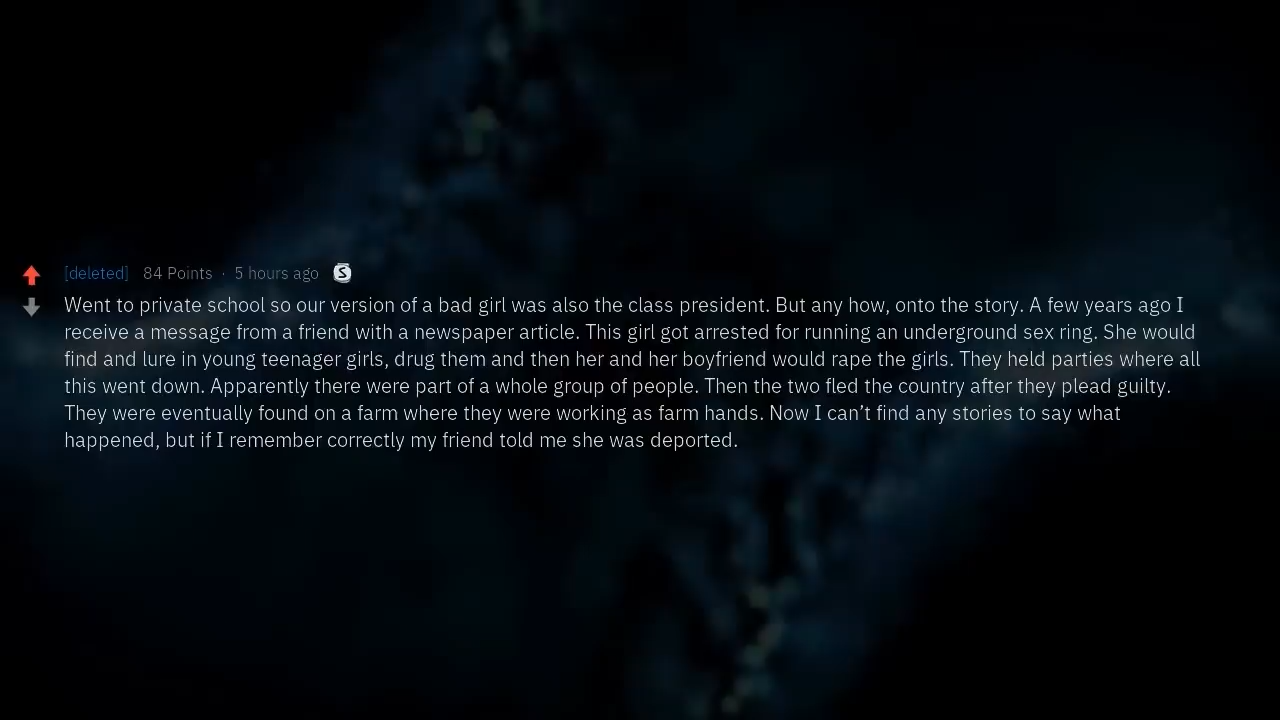 [deleted] 84 Points · 5 hours ago S
Went to private school so our version of a bad girl was also the class president. But any how, onto the story. A few years ago I
receive a message from a friend with a newspaper article. This girl got arrested for running an underground sex ring. She would
find and lure in young teenager girls, drug them and then her and her boyfriend would rape the girls. They held parties where all
this went down. Apparently there were part of a whole group of people. Then the two fled the country after they plead guilty.
They were eventually found on a farm where they were working as farm hands. Now I can’t find any stories to say what
happened, but if I remember correctly my friend told me she was deported.